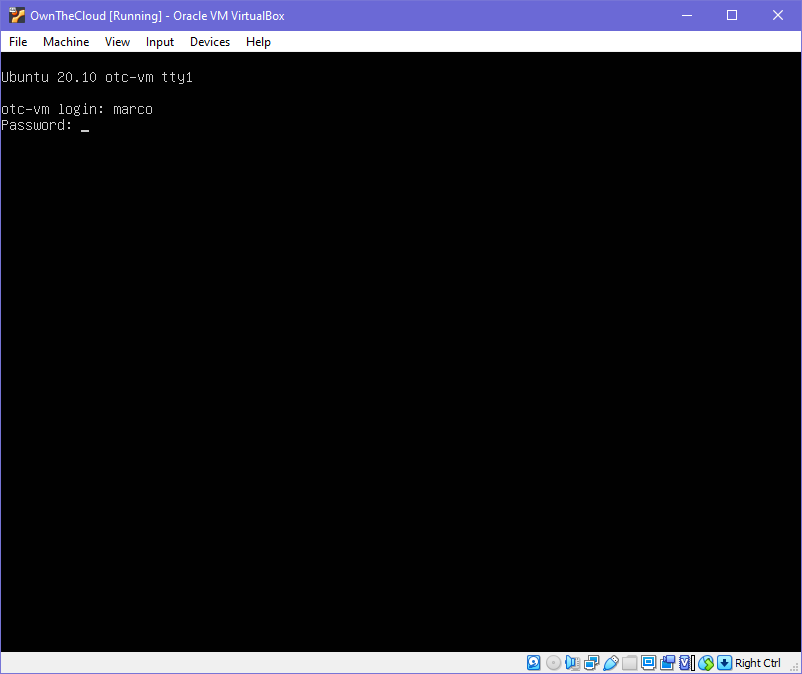 OwnTheCloud [Running] - Oracle VM VirtualBox
File Machine View Input Devices Help
Ubuntu 20.10 otc-vm tty1
otc-vm login: marco
Password: _
Right Ctrl